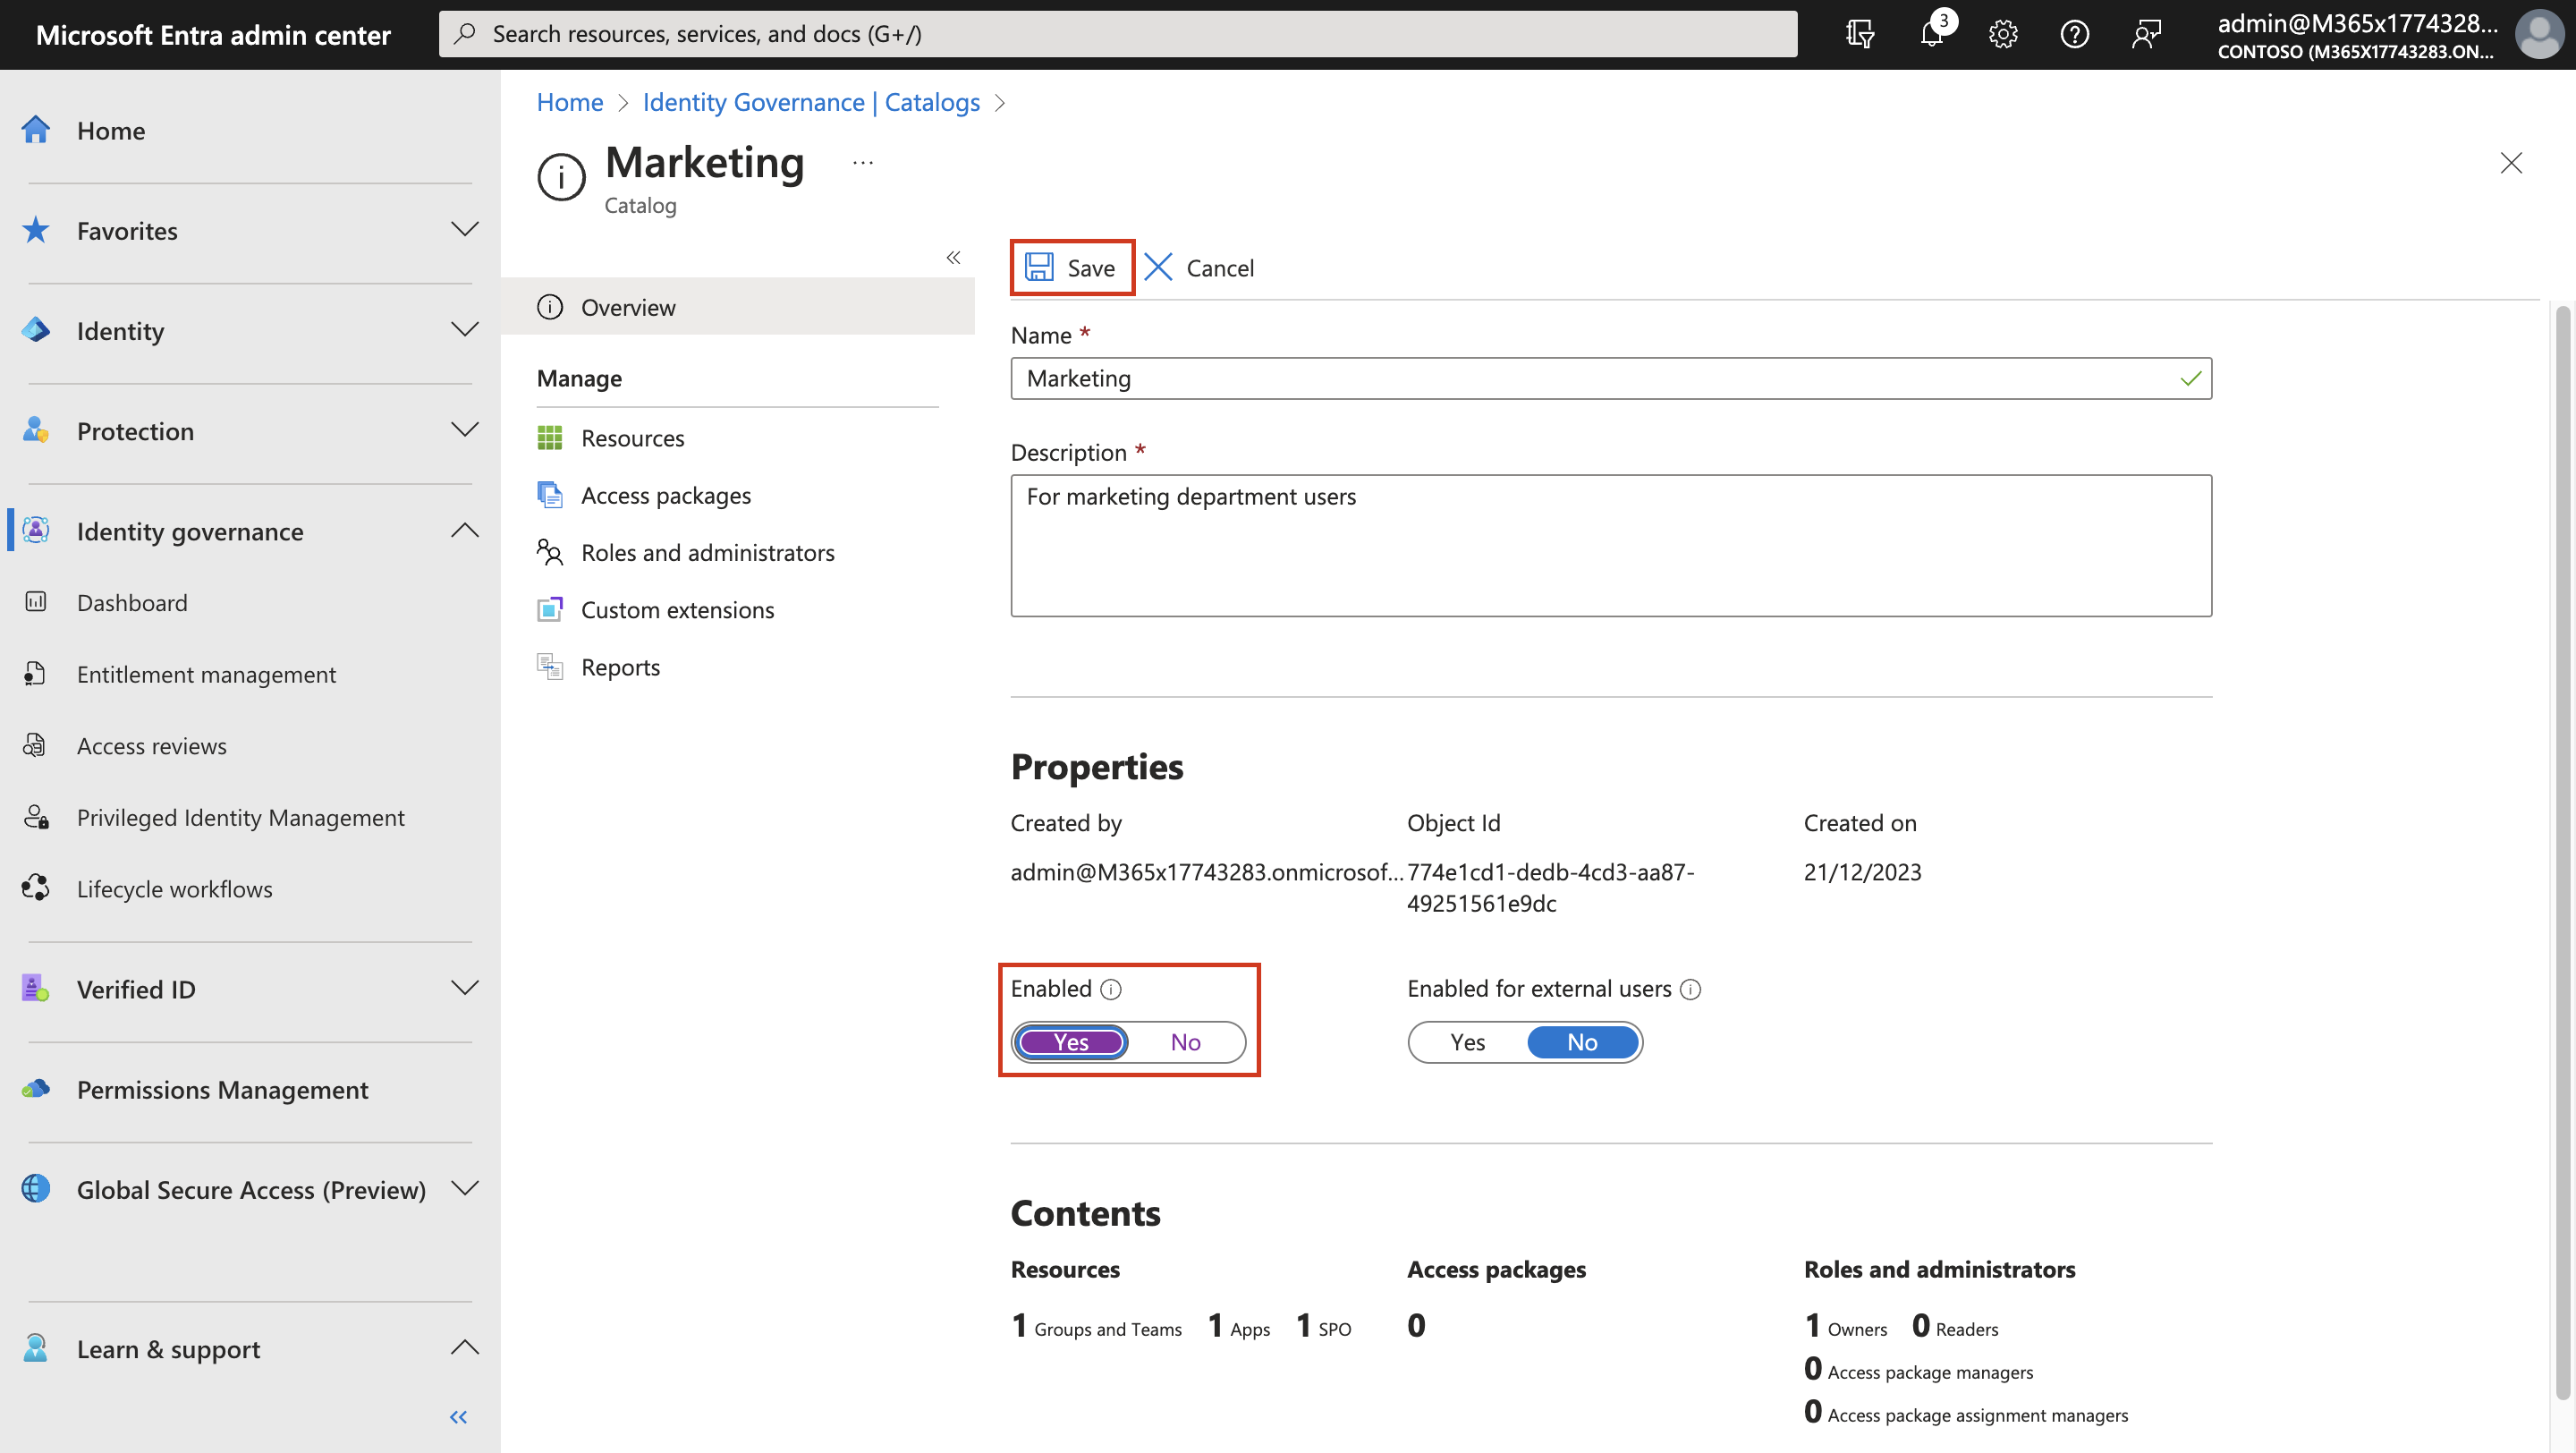 Microsoft Entra admin center
Search resources, services, and docs (G+/)
3
admin@M365x1774328...
CONTOSO (M365X17743283.ON...
Home
Favorites
Identity
Protection
Identity governance
Dashboard
Entitlement management
Access reviews
Privileged Identity Management
Lifecycle workflows
Verified ID
Permissions Management
Global Secure Access (Preview)
Learn & support
Home > Identity Governance | Catalogs >
Marketing ...
Catalog
Overview
Manage
Resources
Access packages
Roles and administrators
Custom extensions
Reports
Save Cancel
Name *
Marketing
Description *
For marketing department users
Properties
Created by Object Id Created on
admin@M365x17743283.onmicrosof... 774e1cd1-dedb-4cd3-aa87- 21/12/2023
49251561e9dc
Enabled Enabled for external users
Yes No Yes No
Contents
Resources Access packages Roles and administrators
1 Groups and Teams 1 Apps 1 SPO 0 1 Owners 0 Readers
0 Access package managers
0 Access package assignment managers